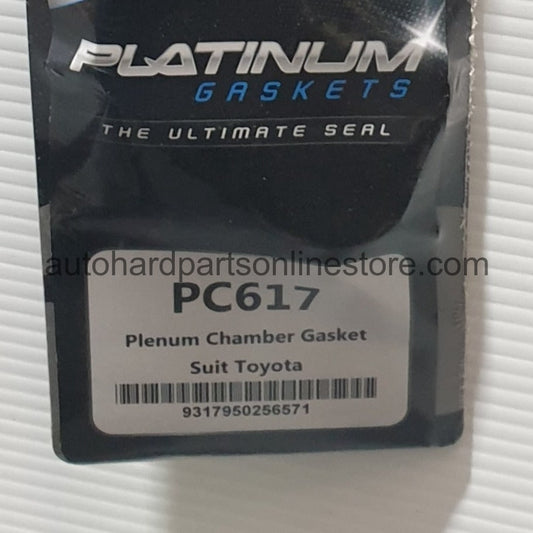 PLATINUM
GASKETS
THE ULTIMATE SEAL
autohardpartsonlinestore.com
PC617
Plenum Chamber Gasket
Suit Toyota
9317950256571